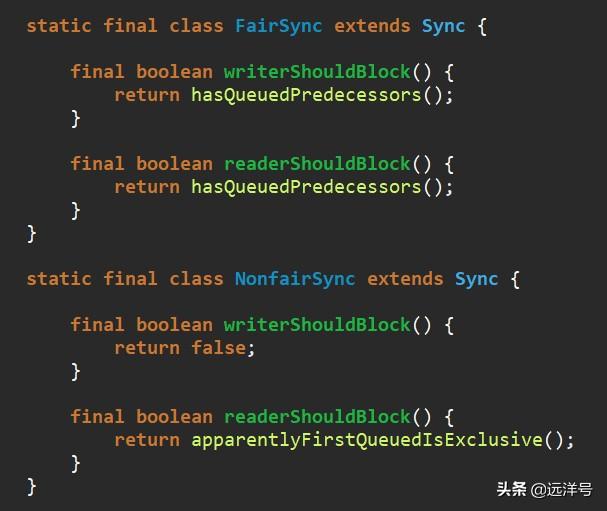 static final class FairSync extends Sync {
final boolean writerShouldBlock() {
return hasQueuedPredecessors();
}
final boolean readerShouldBlock() {
return hasQueuedPredecessors();
}
}
static final class NonfairSync extends Sync {
final boolean writerShouldBlock() {
return false;
}
final boolean readerShouldBlock() {
return apparentlyFirstQueuedIsExclusive();
}
}
头条 @远洋号